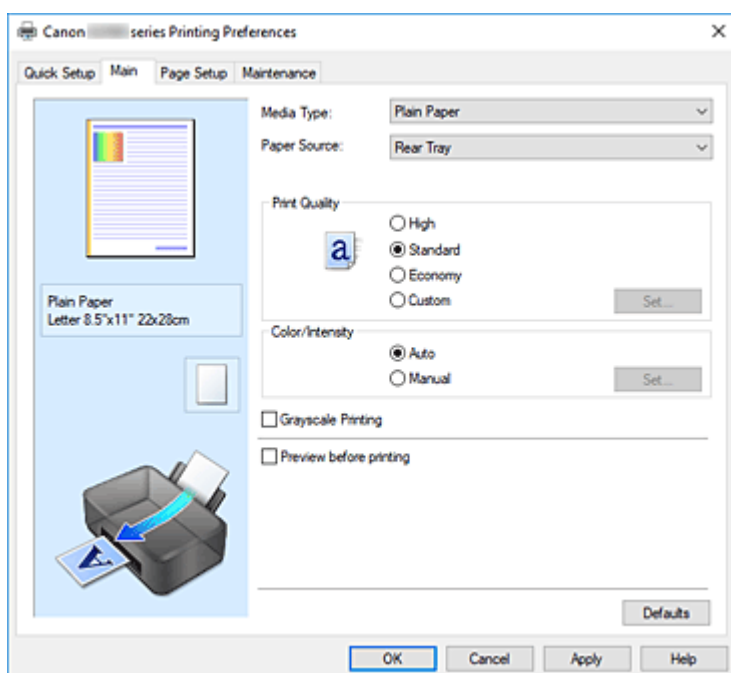 Canon series Printing Preferences
Quick Setup Main Page Setup Maintenance
Media Type: Plain Paper
Paper Source: Rear Tray
Print Quality
a
High
Standard
Economy
Custom Set...
Plain Paper
Letter 8.5"x11" 22x28cm
Color/Intensity
Auto
Manual Set...
Grayscale Printing
Preview before printing
A
Defaults
OK Cancel Apply Help